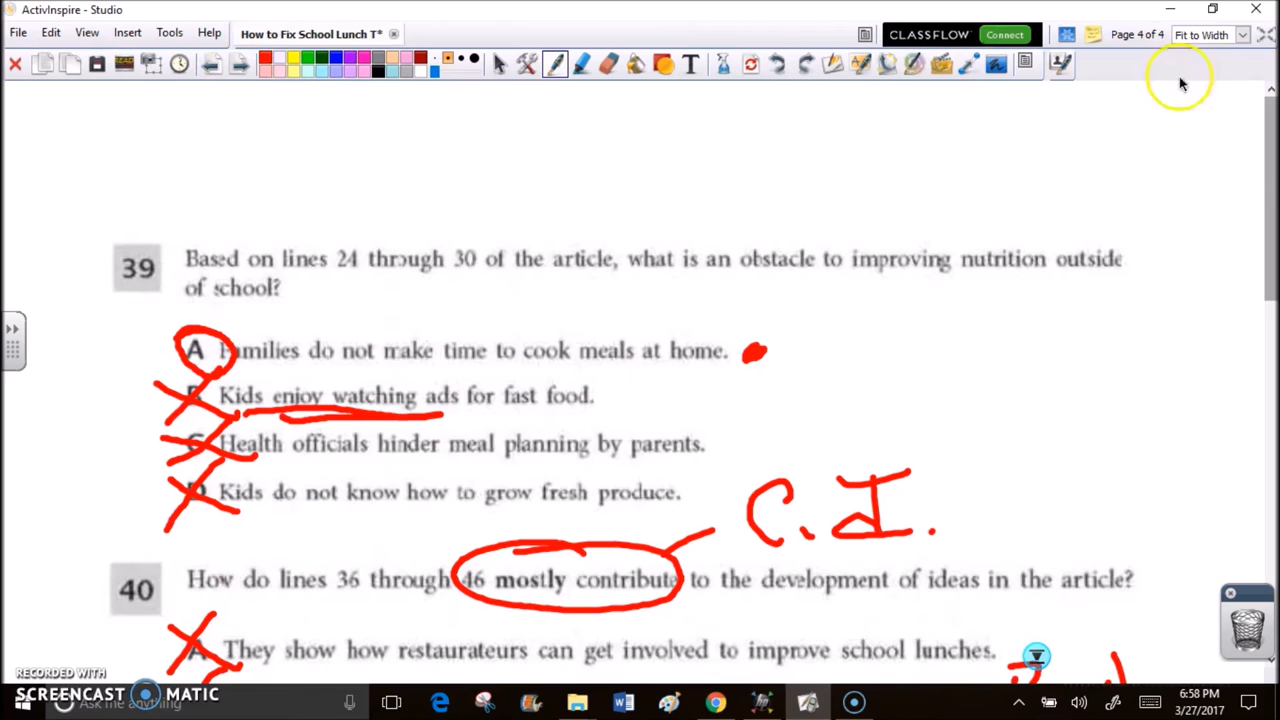 ActivInspire - Studio
File Edit View Insert Tools Help
How to Fix School Lunch T*
CLASSFLOW Connect
Page 4 of 4
Fit to Width
39 Based on lines 24 through 30 of the article, what is an obstacle to improving nutrition outside
of school?
A Families do not make time to cook meals at home.
Kids enjoy watching ads for fast food.
C Health officials hinder meal planning by parents.
D Kids do not know how to grow fresh produce.
C.I.
40 How do lines 36 through 46 mostly contribute to the development of ideas in the article?
A They show how restaurateurs can get involved to improve school lunches.
RECORDED WITH
SCREENCAST MATIC
Ask me anything
6:58 PM
3/27/2017